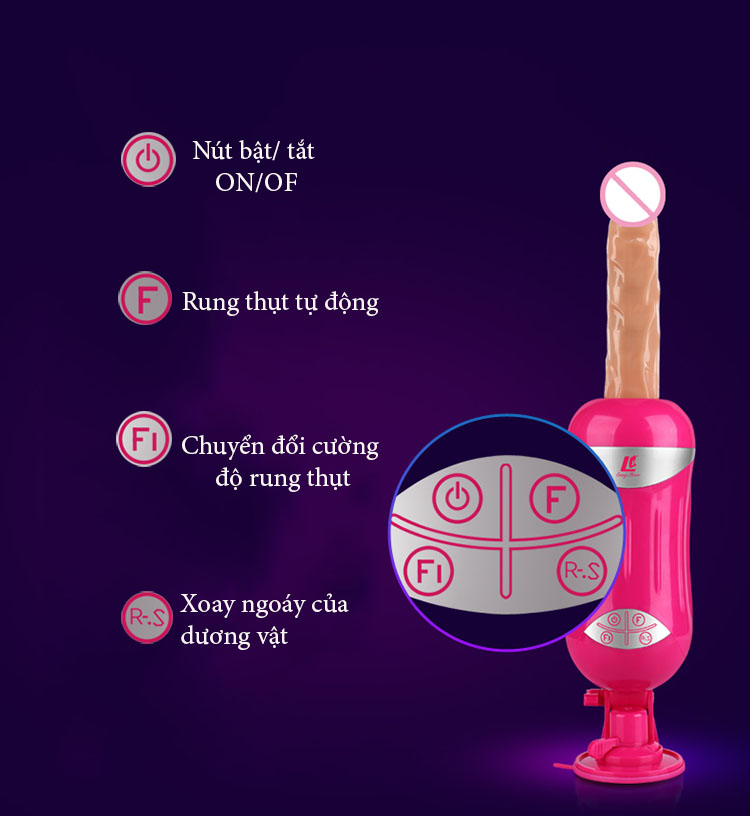 Nút bật/ tắt
ON/OF
F
Rung thụt tự động
F1
Chuyển đổi cường
độ rung thụt
R-.S
Xoay ngoáy của
dương vật
F
F1
R-.S
F
F1
R-.S